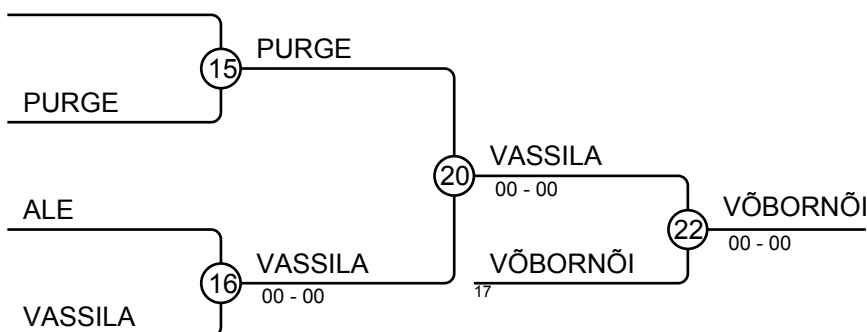 15
PURGE
PURGE
20
VASSILA
00 - 00
ALE
22
VÕBORNÕI
00 - 00
16
VASSILA
00 - 00
VÕBORNÕI
17
VASSILA